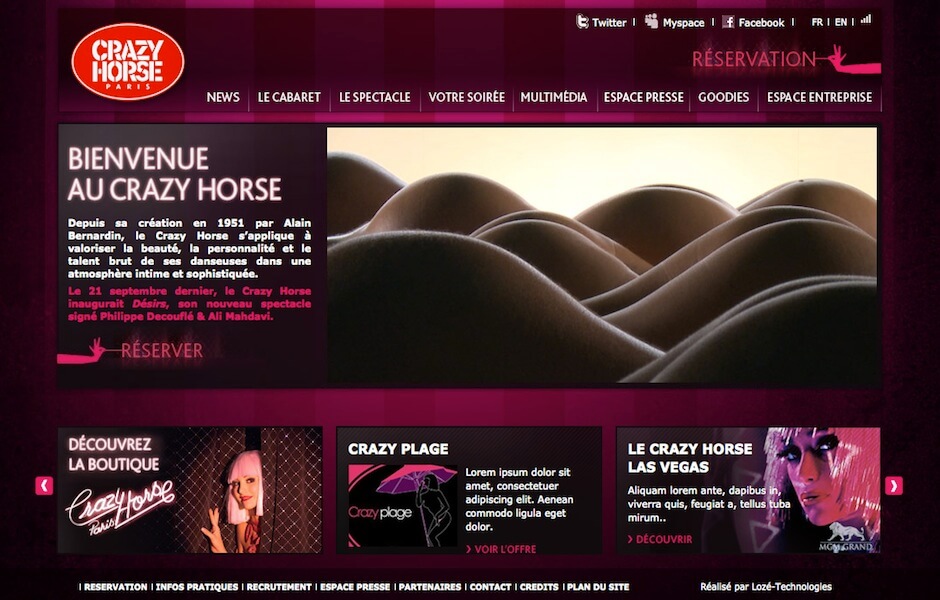 CRAZY
HORSE
PARIS
Twitter | Myspace | Facebook | FR | EN |
RÉSERVATION
NEWS LE CABARET LE SPECTACLE VOTRE SOIRÉE MULTIMÉDIA ESPACE PRESSE GOODIES ESPACE ENTREPRISE
BIENVENUE
AU CRAZY HORSE
Depuis sa création en 1951 par Alain
Bernardin, le Crazy Horse s'applique à
valoriser la beauté, la personnalité et le
talent brut de ses danseuses dans une
atmosphère intime et sophistiquée.
Le 21 septembre dernier, le Crazy Horse
inaugurait Désirs, son nouveau spectacle
signé Philippe Decouflé & Ali Mahdavi.
RÉSERVER
DÉCOUVREZ
LA BOUTIQUE
Crazy Horse
Paris
CRAZY PLAGE
Crazy plage
Lorem ipsum dolor sit
amet, consectetuer
adipiscing elit. Aenean
commodo ligula eget
dolor.
VOIR L'OFFRE
LE CRAZY HORSE
LAS VEGAS
Aliquam lorem ante, dapibus in,
viverra quis, feugiat a, tellus tuba
mirum..
DÉCOUVRIR
MGM GRAND
| RESERVATION | INFOS PRATIQUES | RECRUTEMENT | ESPACE PRESSE | PARTENAIRES | CONTACT | CREDITS | PLAN DU SITE
Réalisé par Lozé-Technologies